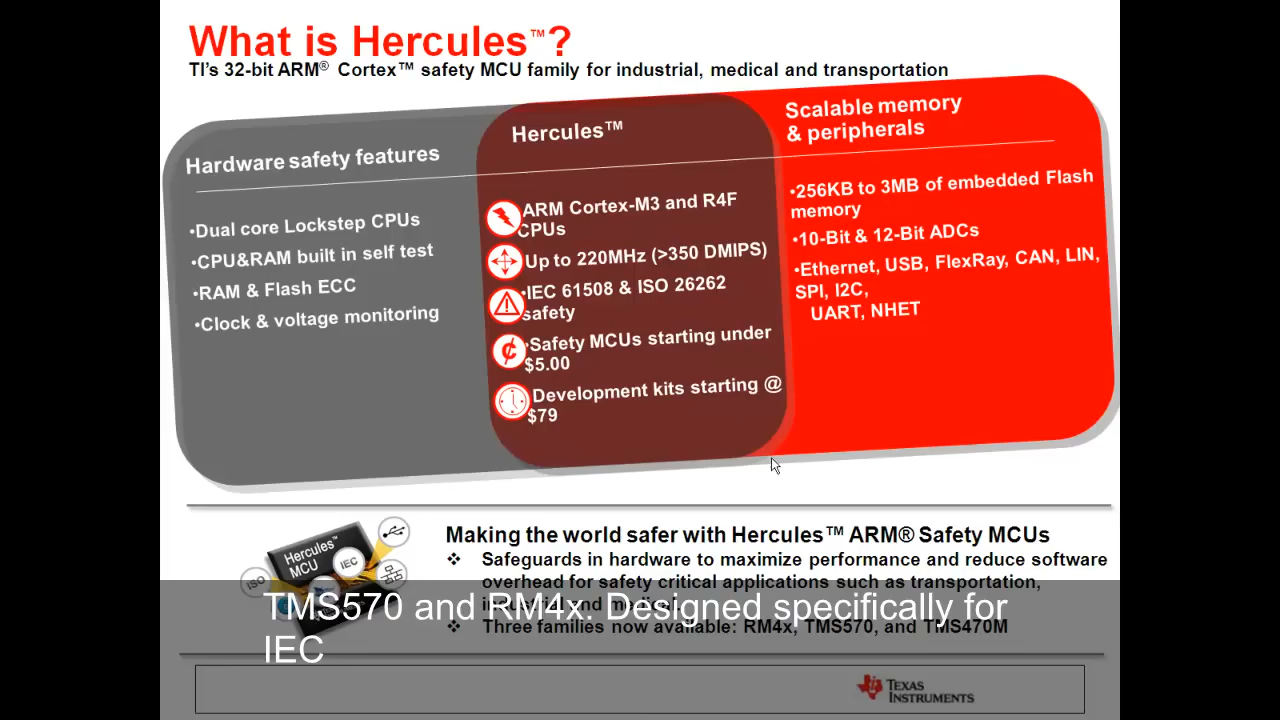 What is Hercules™?
TI's 32-bit ARM® Cortex™ safety MCU family for industrial, medical and transportation
Hardware safety features
•Dual core Lockstep CPUs
•CPU&RAM built in self test
•RAM & Flash ECC
•Clock & voltage monitoring
Hercules™
ARM Cortex-M3 and R4F
CPUs
Up to 220MHz (>350 DMIPS)
•IEC 61508 & ISO 26262
safety
•Safety MCUs starting under
$5.00
Development kits starting @
$79
Scalable memory
& peripherals
•256KB to 3MB of embedded Flash
memory
•10-Bit & 12-Bit ADCs
•Ethernet, USB, FlexRay, CAN, LIN,
SPI, I2C,
UART, NHET
Hercules™
MCU
ISO
IEC
Making the world safer with Hercules™ ARM® Safety MCUs
❖ Safeguards in hardware to maximize performance and reduce software
overhead for safety critical applications such as transportation,
industrial and medical
❖ Three families now available: RM4x, TMS570, and TMS470M
TMS570 and RM4x: Designed specifically for
IEC
TEXAS
INSTRUMENTS